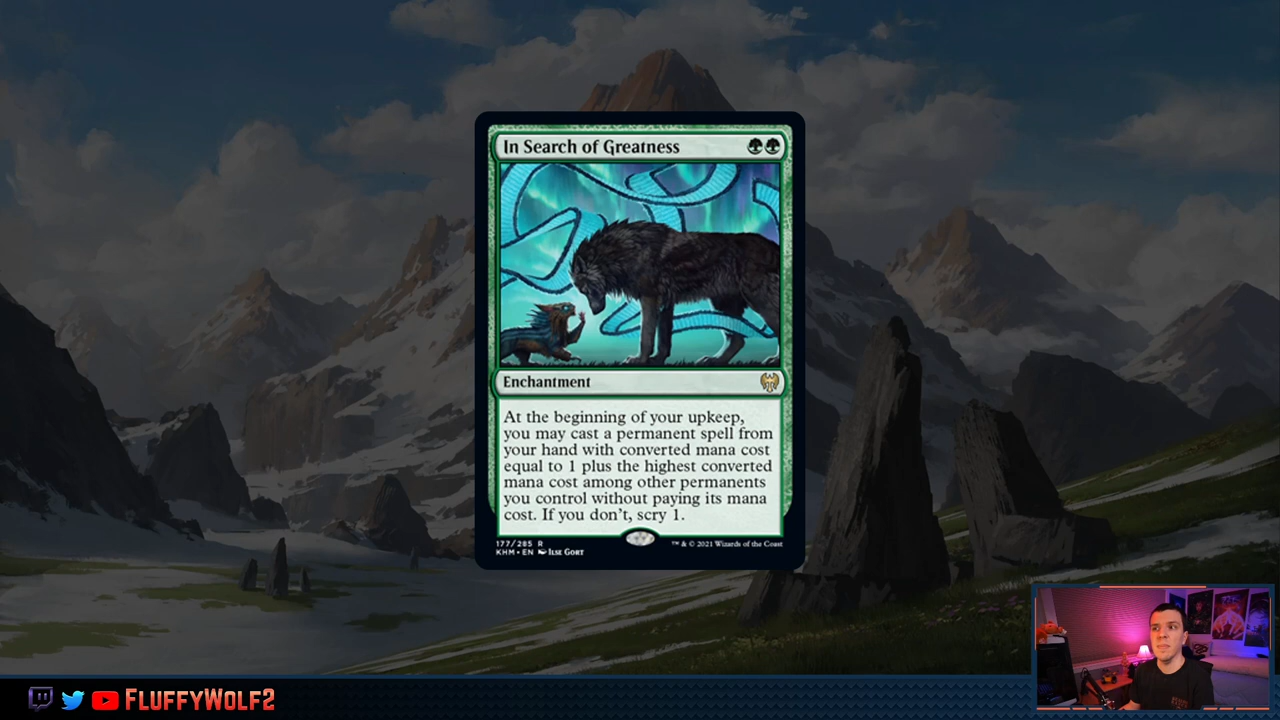 In Search of Greatness
Enchantment
At the beginning of your upkeep,
you may cast a permanent spell from
your hand with converted mana cost
equal to 1 plus the highest converted
mana cost among other permanents
you control without paying its mana
cost. If you don't, scry 1.
177/285 R
KHM • EN Ilse Gort
™ & © 2021 Wizards of the Coast
FluffyWolf2